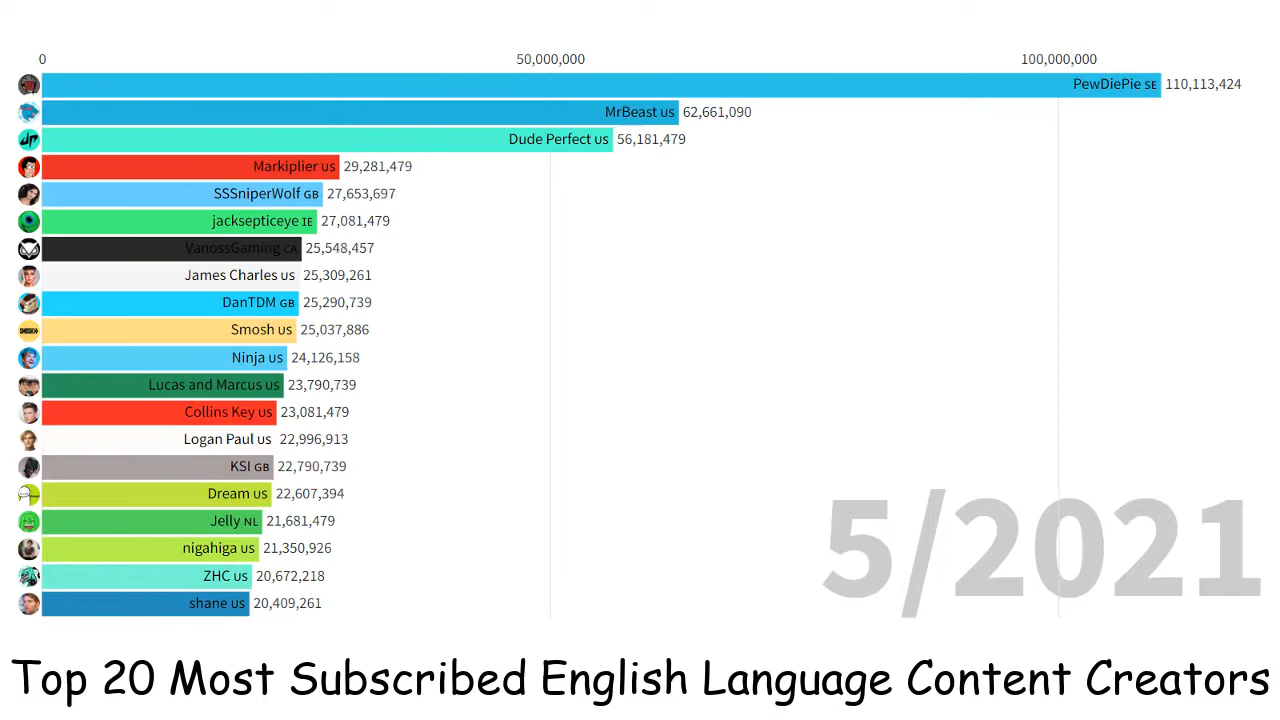 0 50,000,000 100,000,000
PewDiePie SE 110,113,424
MrBeast US 62,661,090
dp Dude Perfect US 56,181,479
Markiplier US 29,281,479
SSSniperWolf GB 27,653,697
jacksepticeye IE 27,081,479
VanossGaming CA 25,548,457
James Charles US 25,309,261
DanTDM GB 25,290,739
SMOSH Smosh US 25,037,886
Ninja US 24,126,158
Lucas and Marcus US 23,790,739
Collins Key US 23,081,479
Logan Paul US 22,996,913
KSI GB 22,790,739
Dream US 22,607,394
Jelly NL 21,681,479
nigahiga US 21,350,926
ZHC US 20,672,218
shane US 20,409,261
5/2021
Top 20 Most Subscribed English Language Content Creators